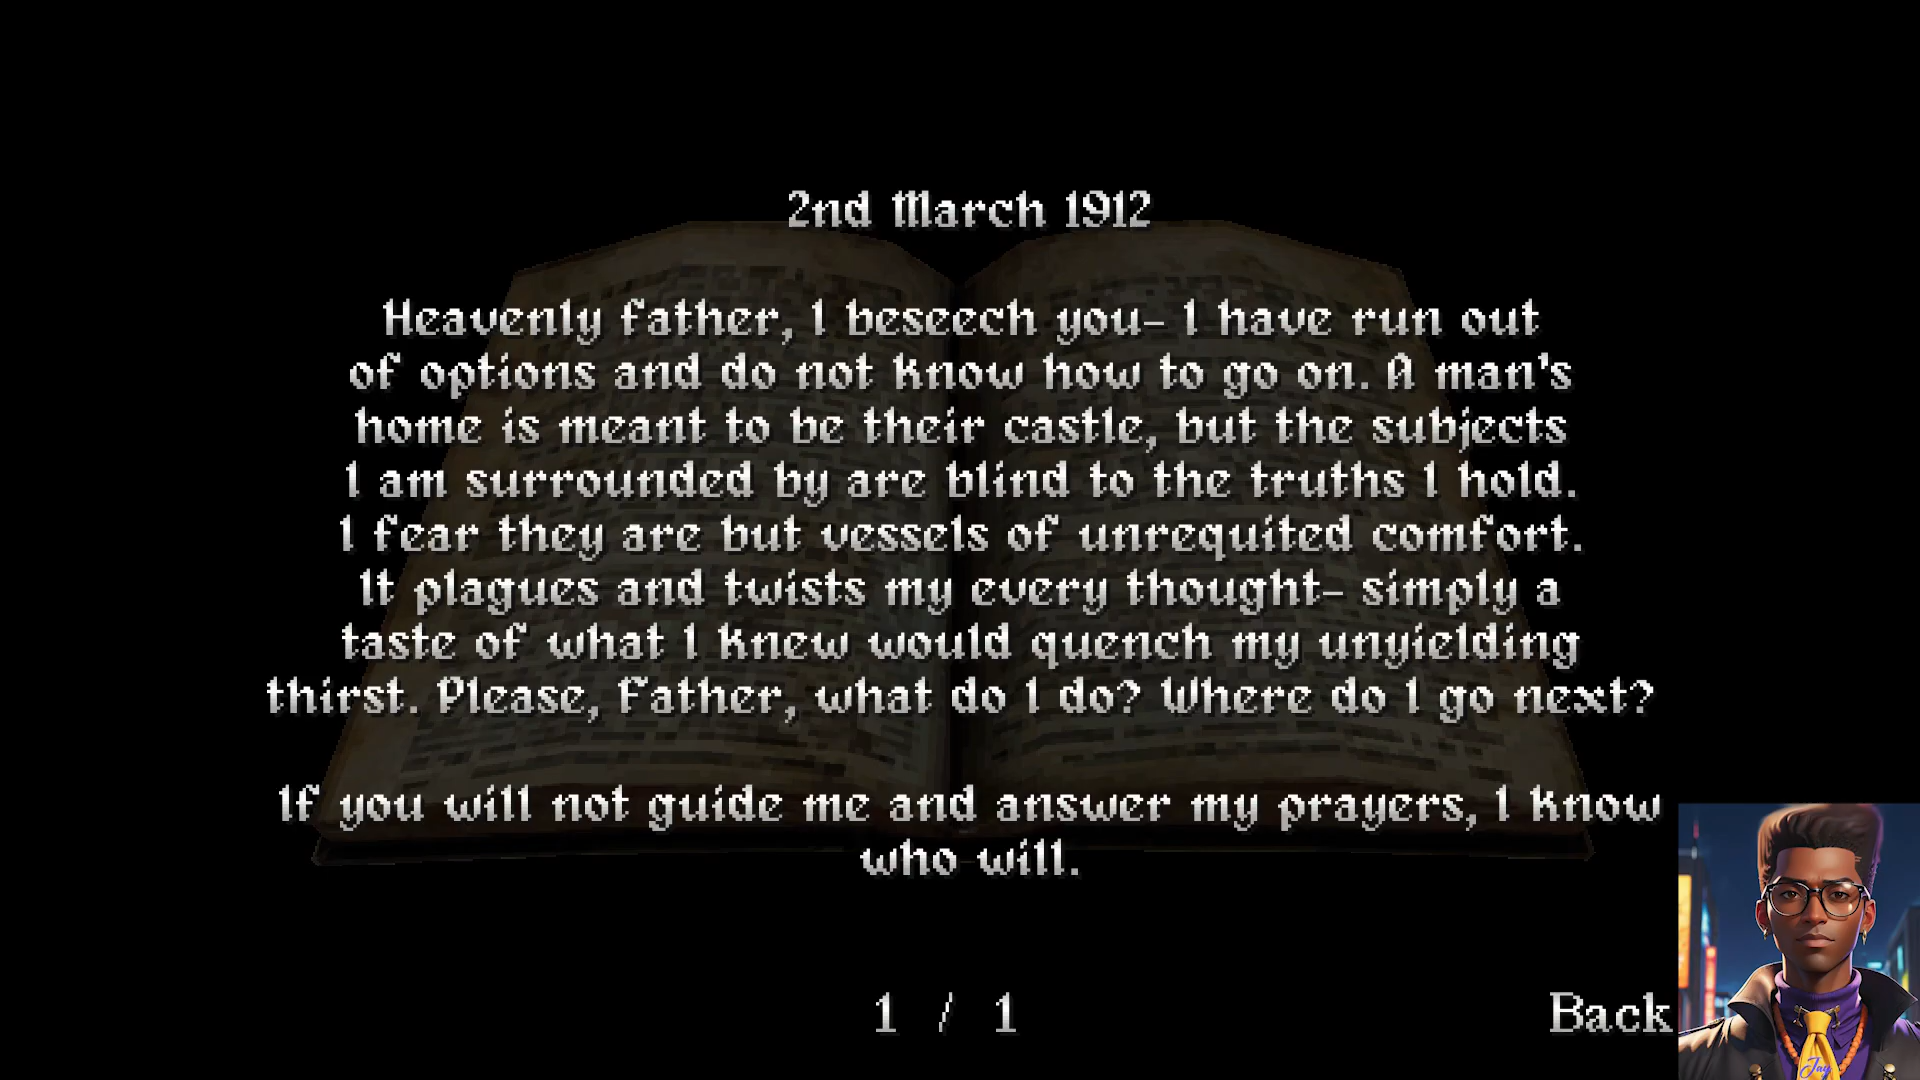 2nd March 1912
Heavenly father, I beseech you- I have run out
of options and do not know how to go on. A man's
home is meant to be their castle, but the subjects
I am surrounded by are blind to the truths I hold.
I fear they are but vessels of unrequited comfort.
It plagues and twists my every thought- simply a
taste of what I knew would quench my unyielding
thirst. Please, Father, what do I do? Where do I go next?
If you will not guide me and answer my prayers, I know
who will.
1 / 1
Back
Jay